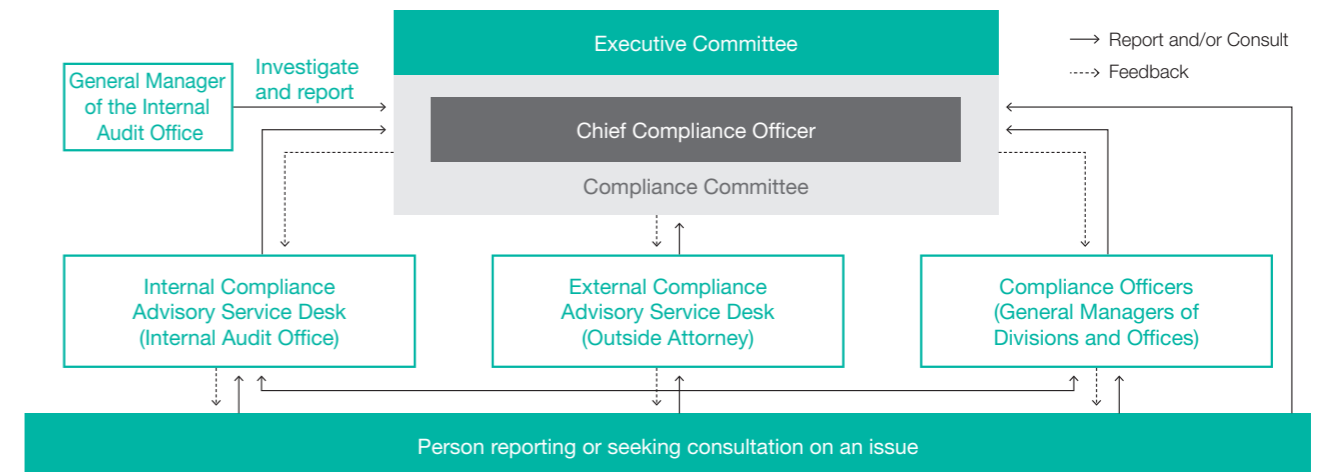 Executive Committee
Report and/or Consult
Feedback
General Manager
of the Internal
Audit Office
Investigate
and report
Chief Compliance Officer
Compliance Committee
Internal Compliance
Advisory Service Desk
(Internal Audit Office)
External Compliance
Advisory Service Desk
(Outside Attorney)
Compliance Officers
(General Managers of
Divisions and Offices)
Person reporting or seeking consultation on an issue